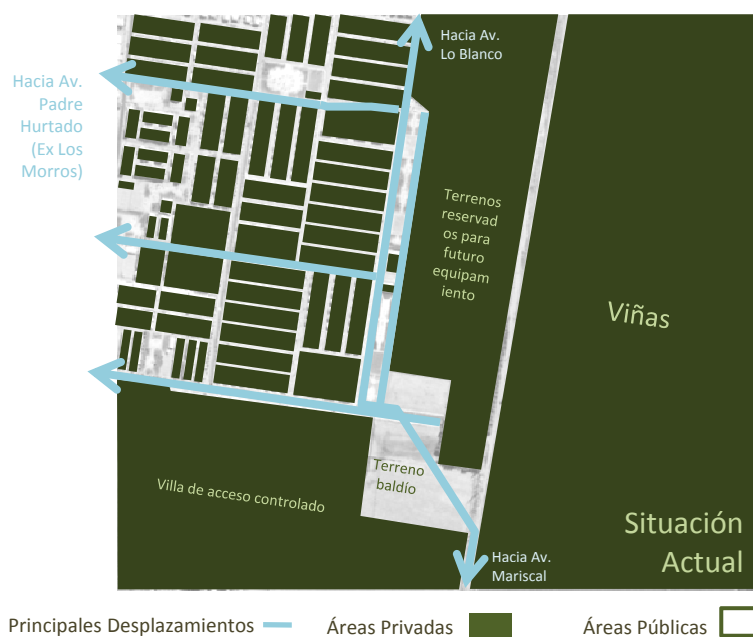 Hacia Av.
Lo Blanco
Hacia Av.
Padre
Hurtado
(Ex Los
Morros)
Terrenos
reservad
os para
futuro
equipam
iento
Viñas
Terreno
baldío
Villa de acceso controlado
Situación
Actual
Hacia Av.
Mariscal
Principales Desplazamientos
Áreas Privadas
Áreas Públicas